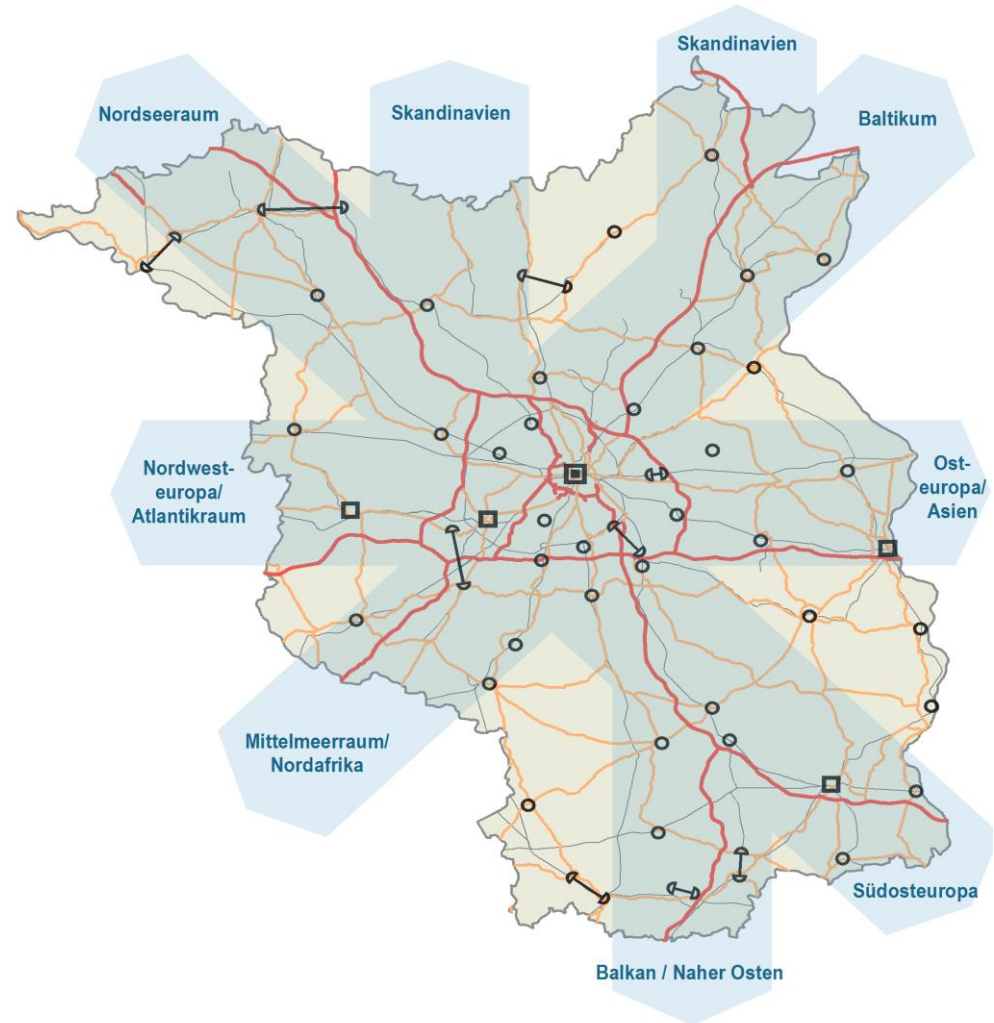 Skandinavien
Nordseeraum
Skandinavien
Baltikum
Nordwest-
europa/
Atlantikraum
Ost-
europa/
Asien
Mittelmeerraum/
Nordafrika
Südosteuropa
Balkan / Naher Osten